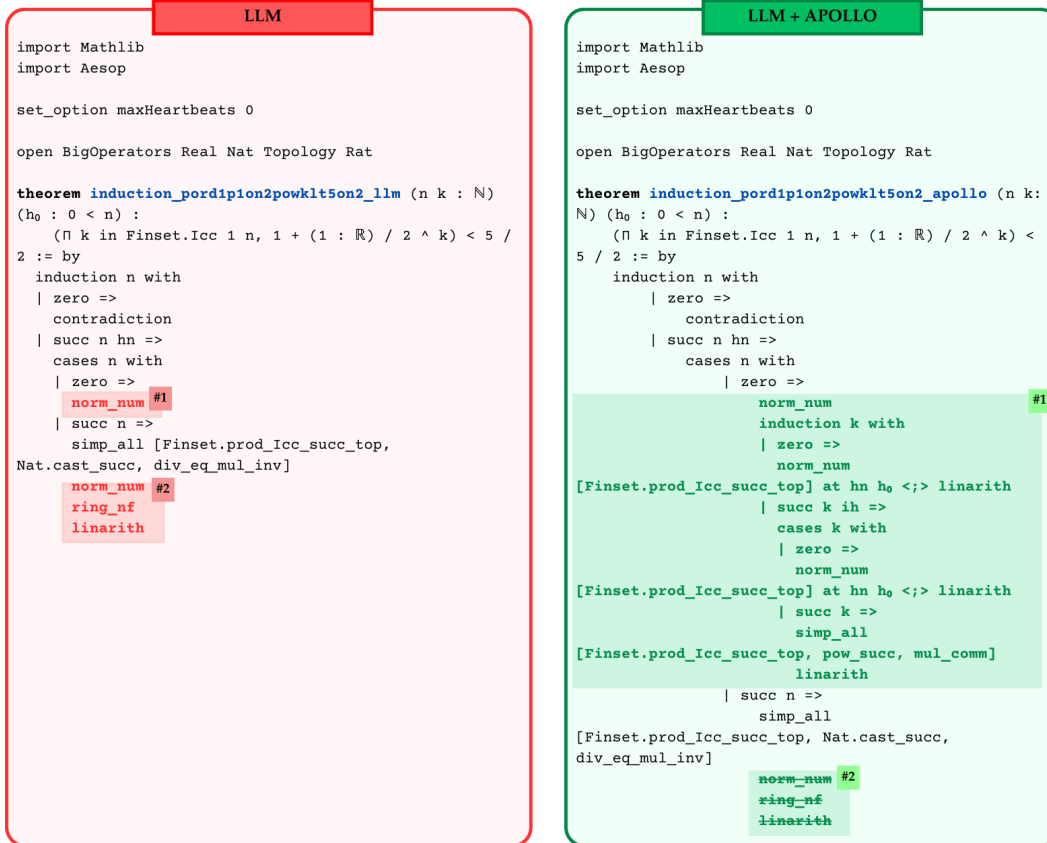 LLM
import Mathlib
import Aesop
set_option maxHeartbeats 0
open BigOperators Real Nat Topology Rat
theorem induction_pord1p1on2powklt5on2_llm (n k : ℕ)
(h₀ : 0 < n) :
(Π k in Finset.Icc 1 n, 1 + (1 : ℝ) / 2 ^ k) < 5 /
2 := by
induction n with
| zero =>
contradiction
| succ n hn =>
cases n with
| zero =>
norm_num #1
| succ n =>
simp_all [Finset.prod_Icc_succ_top,
Nat.cast_succ, div_eq_mul_inv]
norm_num #2
ring_nf
linarith
LLM + APOLLO
import Mathlib
import Aesop
set_option maxHeartbeats 0
open BigOperators Real Nat Topology Rat
theorem induction_pord1p1on2powklt5on2_apollo (n k:
ℕ) (h₀ : 0 < n) :
(Π k in Finset.Icc 1 n, 1 + (1 : ℝ) / 2 ^ k) <
5 / 2 := by
induction n with
| zero =>
contradiction
| succ n hn =>
cases n with
| zero =>
norm_num #1
induction k with
| zero =>
norm_num
[Finset.prod_Icc_succ_top] at hn h₀ <;> linarith
| succ k ih =>
cases k with
| zero =>
norm_num
[Finset.prod_Icc_succ_top] at hn h₀ <;> linarith
| succ k =>
simp_all
[Finset.prod_Icc_succ_top, pow_succ, mul_comm]
linarith
| succ n =>
simp_all
[Finset.prod_Icc_succ_top, Nat.cast_succ,
div_eq_mul_inv]
norm_num #2
ring_nf
linarith